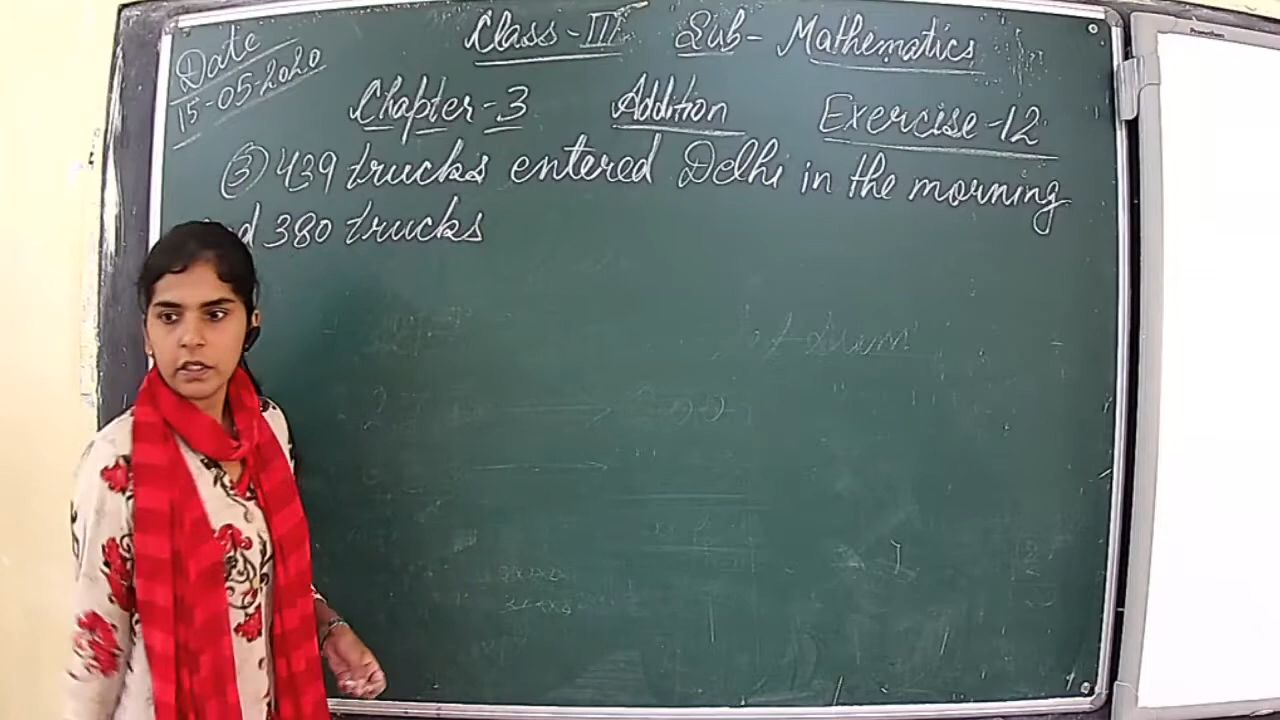 Date
15-05-2020
Class-III Sub- Mathematics
Chapter-3 Addition Exercise-12
③ 439 trucks entered Delhi in the morning
380 trucks